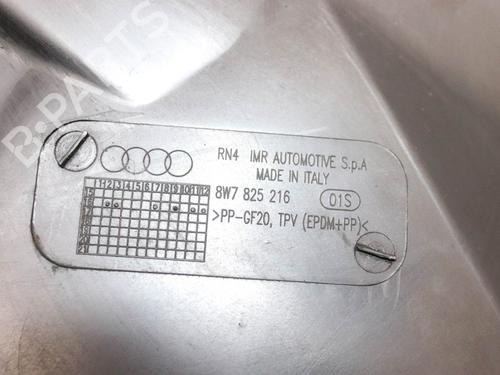 B-PARTS
RN4 IMR AUTOMOTIVE S.p.A
MADE IN ITALY
8W7 825 216 01S
>PP-GF20, TPV (EPDM+PP)<